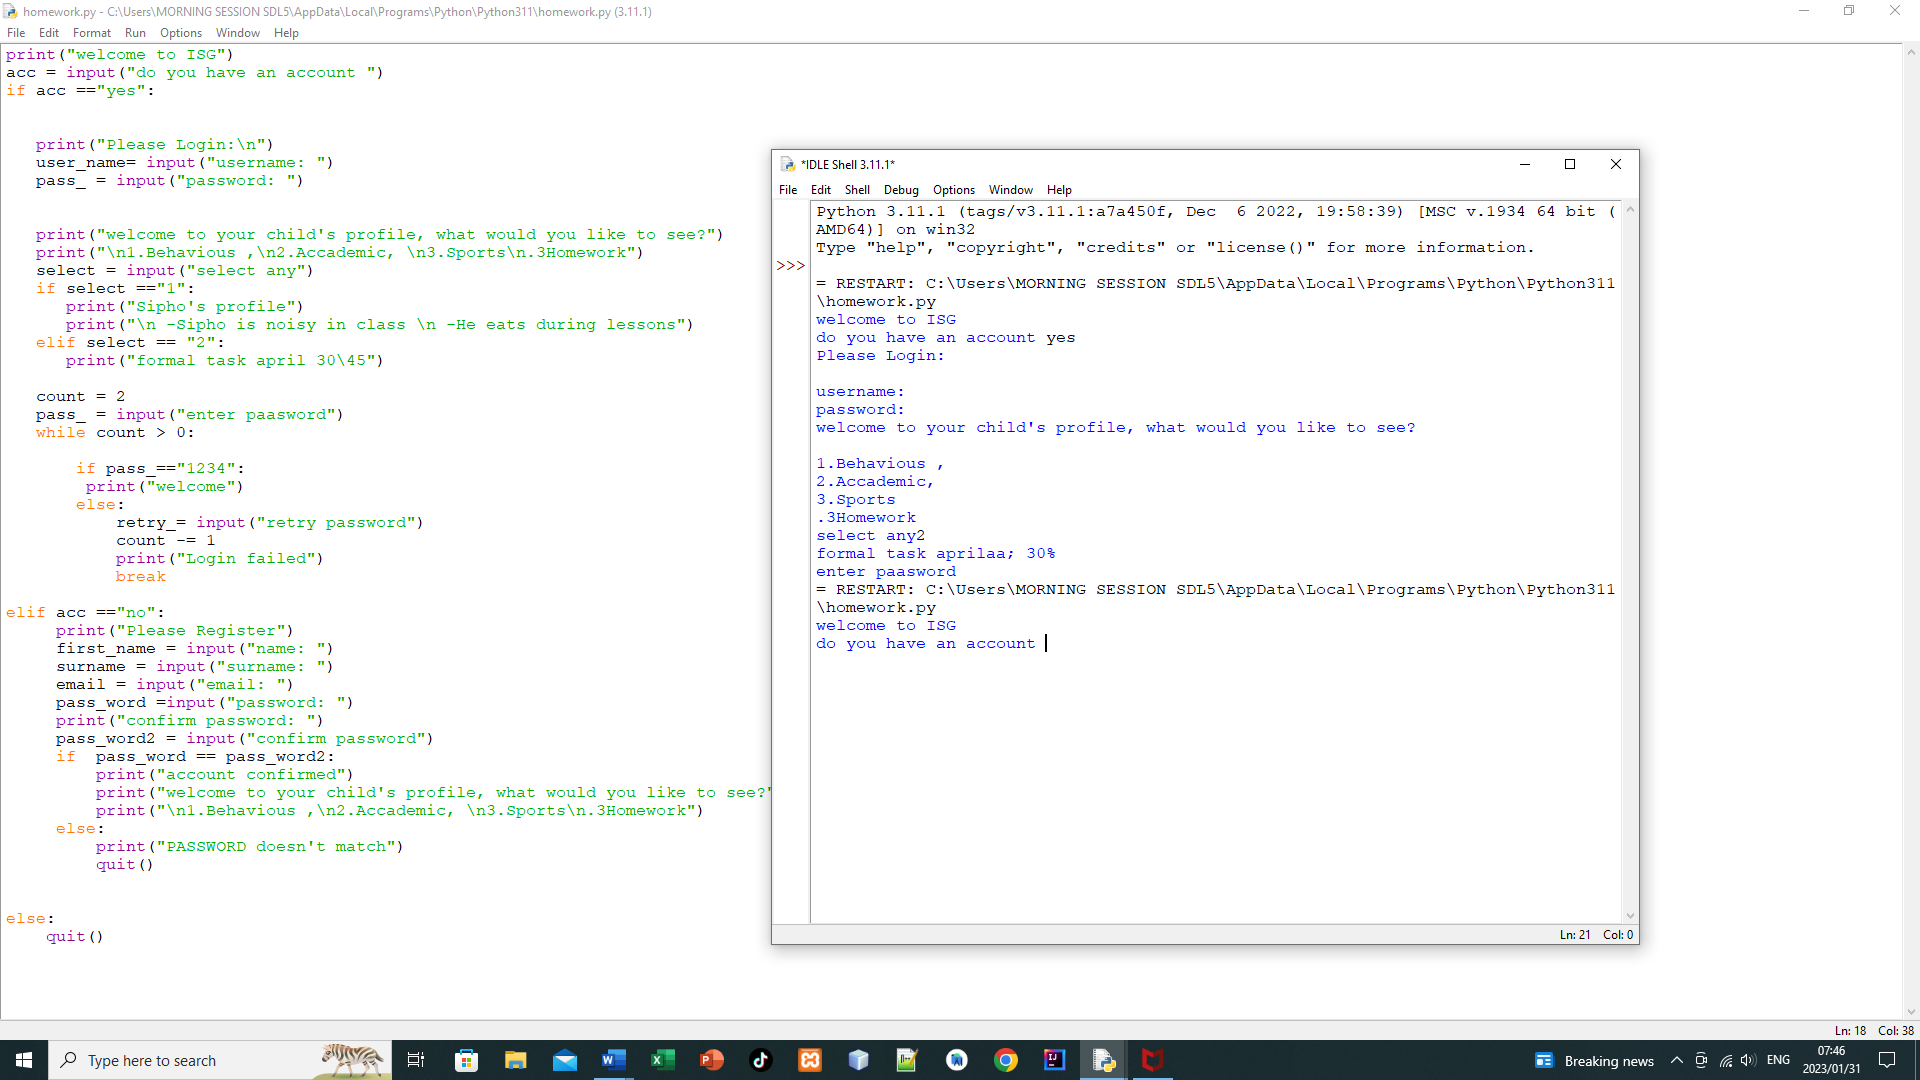 homework.py - C:\Users\MORNING SESSION SDL5\AppData\Local\Programs\Python\Python311\homework.py (3.11.1)
File Edit Format Run Options Window Help
print("welcome to ISG")
acc = input("do you have an account ")
if acc =="yes":
print("Please Login:\n")
user_name= input("username: ")
pass_ = input("password: ")
print("welcome to your child's profile, what would you like to see?")
print("\n1.Behavious ,\n2.Accademic, \n3.Sports\n.3Homework")
select = input("select any")
if select =="1":
print("Sipho's profile")
print("\n -Sipho is noisy in class \n -He eats during lessons")
elif select == "2":
print("formal task april 30\45")
count = 2
pass_ = input("enter paasword")
while count > 0:
if pass_=="1234":
print("welcome")
else:
retry_= input("retry password")
count -= 1
print("Login failed")
break
elif acc =="no":
print("Please Register")
first_name = input("name: ")
surname = input("surname: ")
email = input("email: ")
pass_word =input("password: ")
print("confirm password: ")
pass_word2 = input("confirm password")
if  pass_word == pass_word2:
print("account confirmed")
print("welcome to your child's profile, what would you like to see?"
print("\n1.Behavious ,\n2.Accademic, \n3.Sports\n.3Homework")
else:
print("PASSWORD doesn't match")
quit()
else:
quit()
*IDLE Shell 3.11.1*
File Edit Shell Debug Options Window Help
Python 3.11.1 (tags/v3.11.1:a7a450f, Dec  6 2022, 19:58:39) [MSC v.1934 64 bit (
AMD64)] on win32
Type "help", "copyright", "credits" or "license()" for more information.
>>>
= RESTART: C:\Users\MORNING SESSION SDL5\AppData\Local\Programs\Python\Python311
\homework.py
welcome to ISG
do you have an account yes
Please Login:
username:
password:
welcome to your child's profile, what would you like to see?
1.Behavious ,
2.Accademic,
3.Sports
.3Homework
select any2
formal task aprilaa; 30%
enter paasword
= RESTART: C:\Users\MORNING SESSION SDL5\AppData\Local\Programs\Python\Python311
\homework.py
welcome to ISG
do you have an account
Ln: 21 Col: 0
Ln: 18 Col: 38
Type here to search
Breaking news
ENG
07:46
2023/01/31